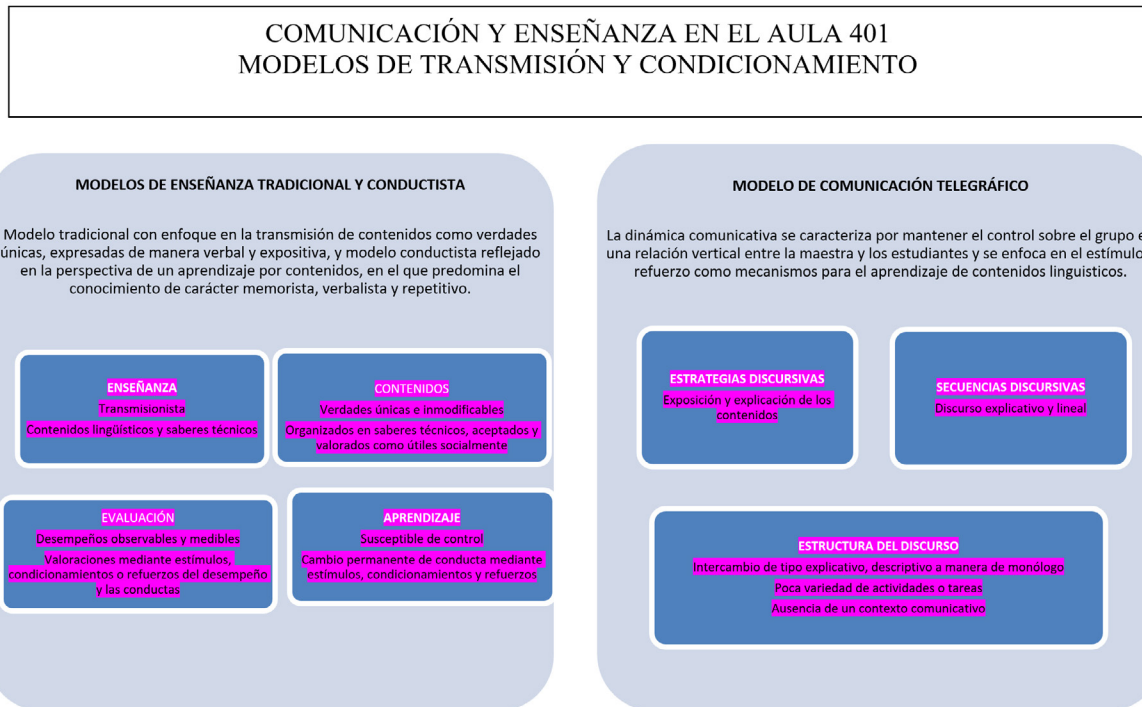 COMUNICACIÓN Y ENSEÑANZA EN EL AULA 401
MODELOS DE TRANSMISIÓN Y CONDICIONAMIENTO
MODELOS DE ENSEÑANZA TRADICIONAL Y CONDUCTISTA
Modelo tradicional con enfoque en la transmisión de contenidos como verdades
únicas, expresadas de manera verbal y expositiva, y modelo conductista reflejado
en la perspectiva de un aprendizaje por contenidos, en el que predomina el
conocimiento de carácter memorista, verbalista y repetitivo.
ENSEÑANZA
Transmisionista
Contenidos lingüísticos y saberes técnicos
CONTENIDOS
Verdades únicas e inmodificables
Organizados en saberes técnicos, aceptados y
valorados como útiles socialmente
EVALUACIÓN
Desempeños observables y medibles
Valoraciones mediante estímulos,
condicionamientos o refuerzos del desempeño
y las conductas
APRENDIZAJE
Susceptible de control
Cambio permanente de conducta mediante
estímulos, condicionamientos y refuerzos
MODELO DE COMUNICACIÓN TELEGRÁFICO
La dinámica comunicativa se caracteriza por mantener el control sobre el grupo
una relación vertical entre la maestra y los estudiantes y se enfoca en el estímulo
refuerzo como mecanismos para el aprendizaje de contenidos linguisticos.
ESTRATEGIAS DISCURSIVAS
Exposición y explicación de los
contenidos
SECUENCIAS DISCURSIVAS
Discurso explicativo y lineal
ESTRUCTURA DEL DISCURSO
Intercambio de tipo explicativo, descriptivo a manera de monólogo
Poca variedad de actividades o tareas
Ausencia de un contexto comunicativo